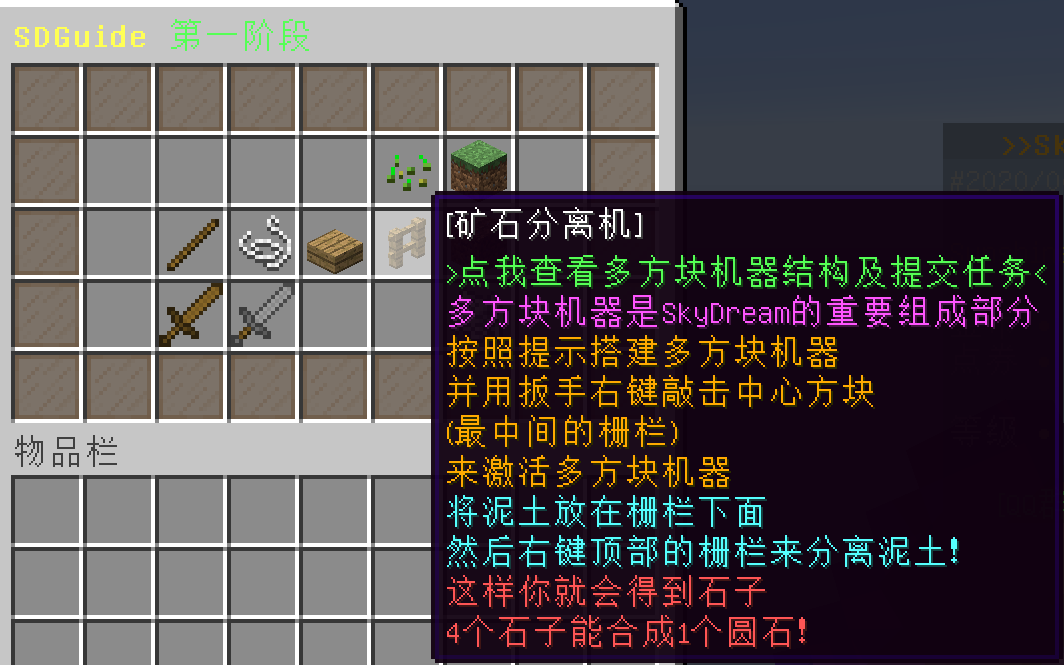 SDGuide 第一阶段
>>Sk
#2020/0
[矿石分离机]
>点我查看多方块机器结构及提交任务<
多方块机器是SkyDream的重要组成部分
按照提示搭建多方块机器
并用扳手右键敲击中心方块
(最中间的栅栏)
来激活多方块机器
将泥土放在栅栏下面
然后右键顶部的栅栏来分离泥土!
这样你就会得到石子
4个石子能合成1个圆石!
物品栏